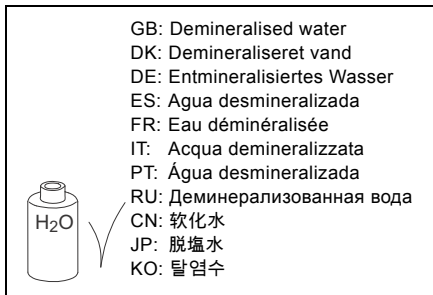 GB: Demineralised water
DK: Demineraliseret vand
DE: Entmineralisiertes Wasser
ES: Agua desmineralizada
FR: Eau déminéralisée
IT: Acqua demineralizzata
PT: Água desmineralizada
RU: Деминерализованная вода
CN: 软化水
JP: 脱塩水
KO: 탈염수
H₂O